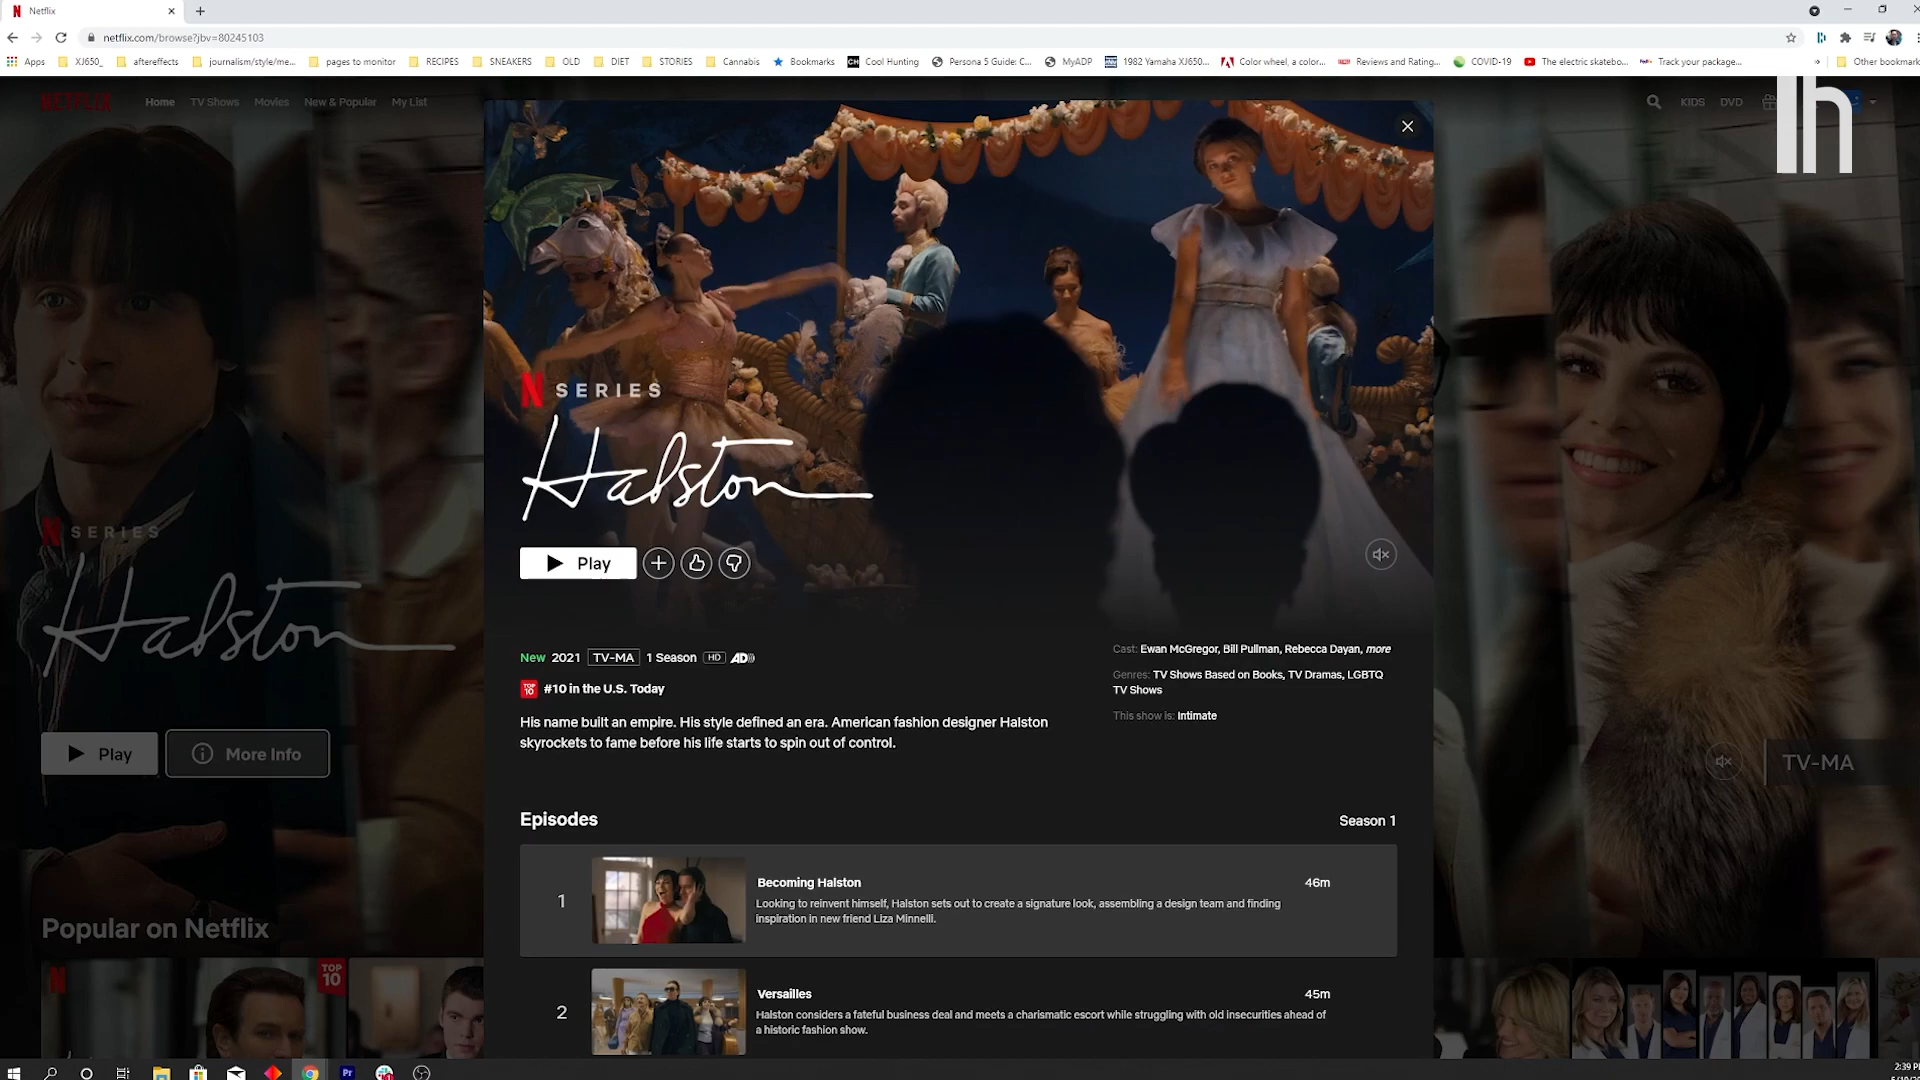 Netflix
netflix.com/browse?jbv=80245103
Apps XJ650_ aftereffects journalism/style/me... pages to monitor RECIPES SNEAKERS OLD DIET STORIES Cannabis Bookmarks CH Cool Hunting Persona 5 Guide: C... MyADP 1982 Yamaha XJ650... Color wheel, a color... Reviews and Rating... COVID-19 The electric skatebo... Track your package... » Other bookmark
NETFLIX Home TV Shows Movies New & Popular My List KIDS DVD
lh
N SERIES
Halston
Play
New 2021 TV-MA 1 Season HD AD
TOP 10 #10 in the U.S. Today
His name built an empire. His style defined an era. American fashion designer Halston
skyrockets to fame before his life starts to spin out of control.
Cast: Ewan McGregor, Bill Pullman, Rebecca Dayan, more
Genres: TV Shows Based on Books, TV Dramas, LGBTQ
TV Shows
This show is: Intimate
Episodes Season 1
1 Becoming Halston 46m
Looking to reinvent himself, Halston sets out to create a signature look, assembling a design team and finding
inspiration in new friend Liza Minnelli.
2 Versailles 45m
Halston considers a fateful business deal and meets a charismatic escort while struggling with old insecurities ahead of
a historic fashion show.
N SERIES
Halston
Play More Info
TV-MA
Popular on Netflix
N
TOP 10
Pr
2:39 P